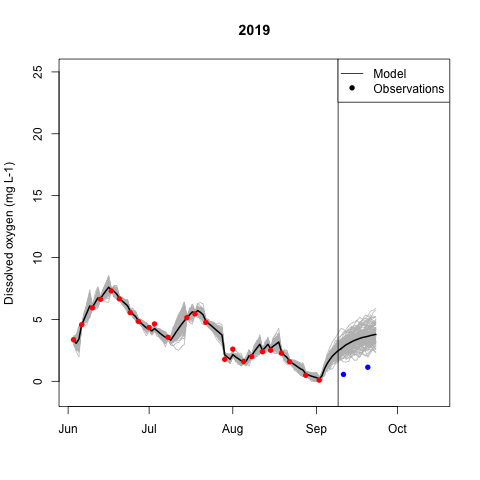 2019
Dissolved oxygen (mg L-1)
25
20
15
10
5
0
Model
Observations
Jun
Jul
Aug
Sep
Oct